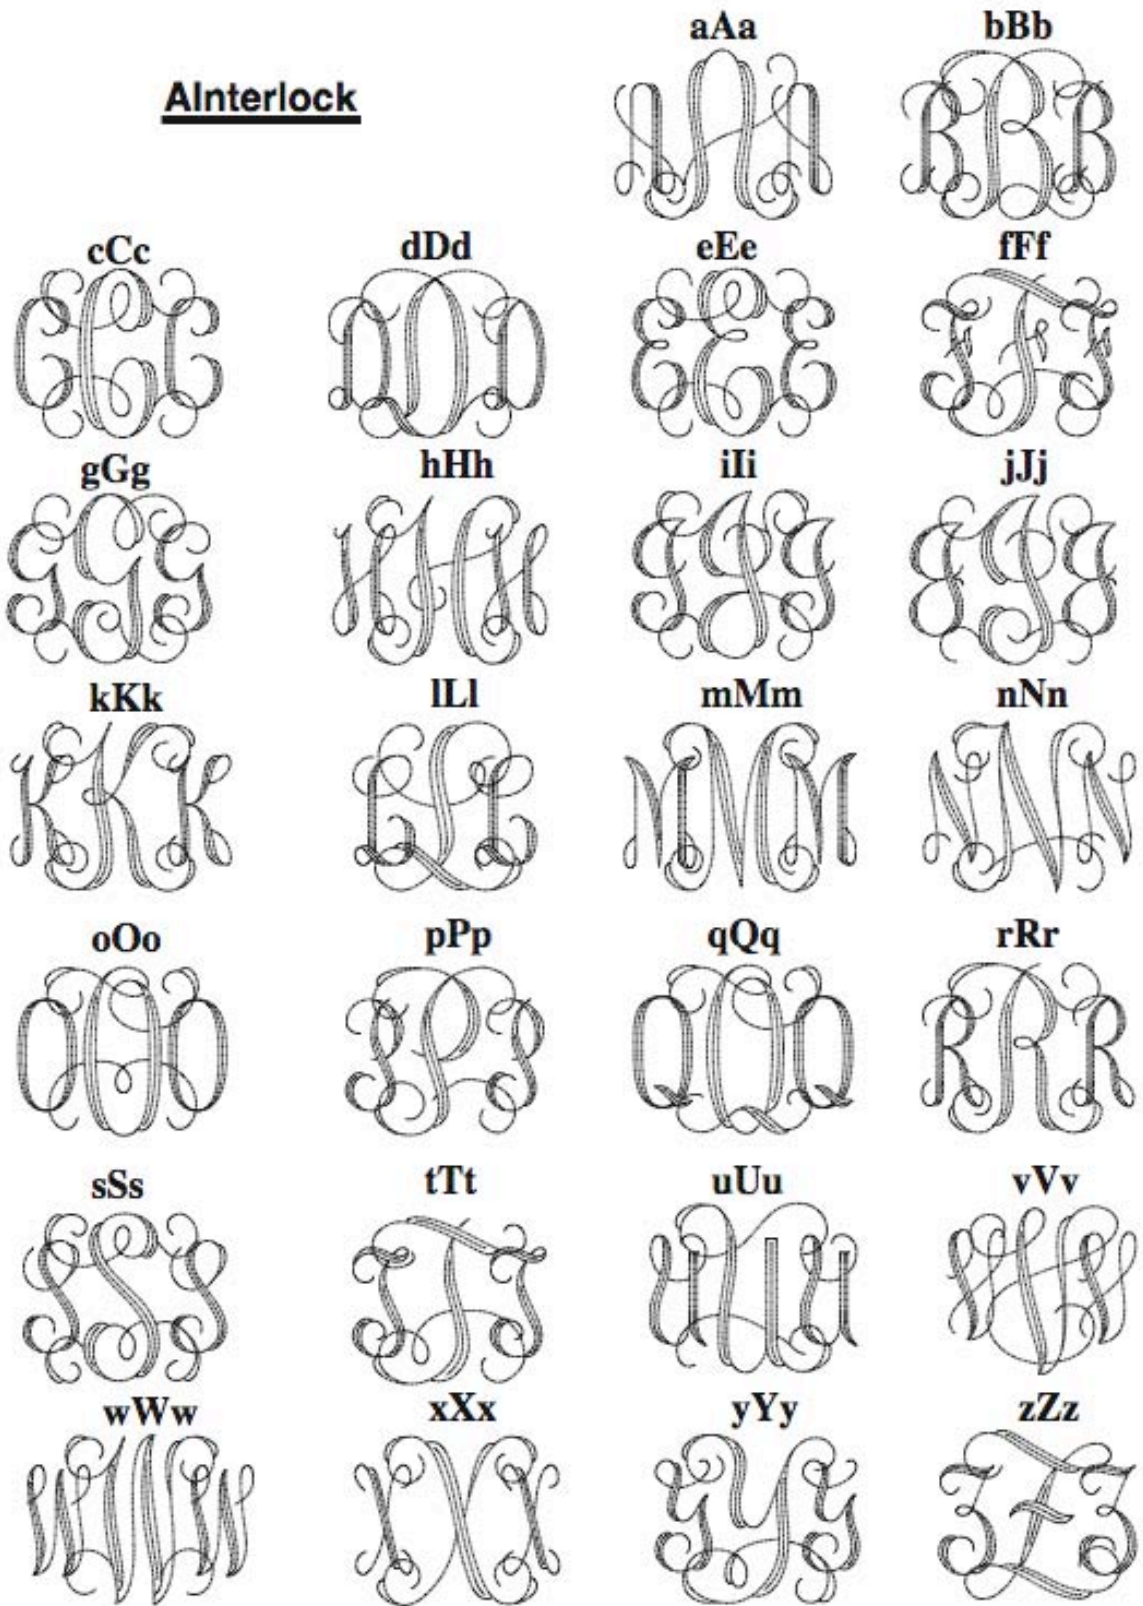 aAa bBb
AInterlock
cCc dDd eEe fFf
gGg hHh iIi jJj
kKk lLl mMm nNn
oOo pPp qQq rRr
sSs tTt uUu vVv
wWw xXx yYy zZz